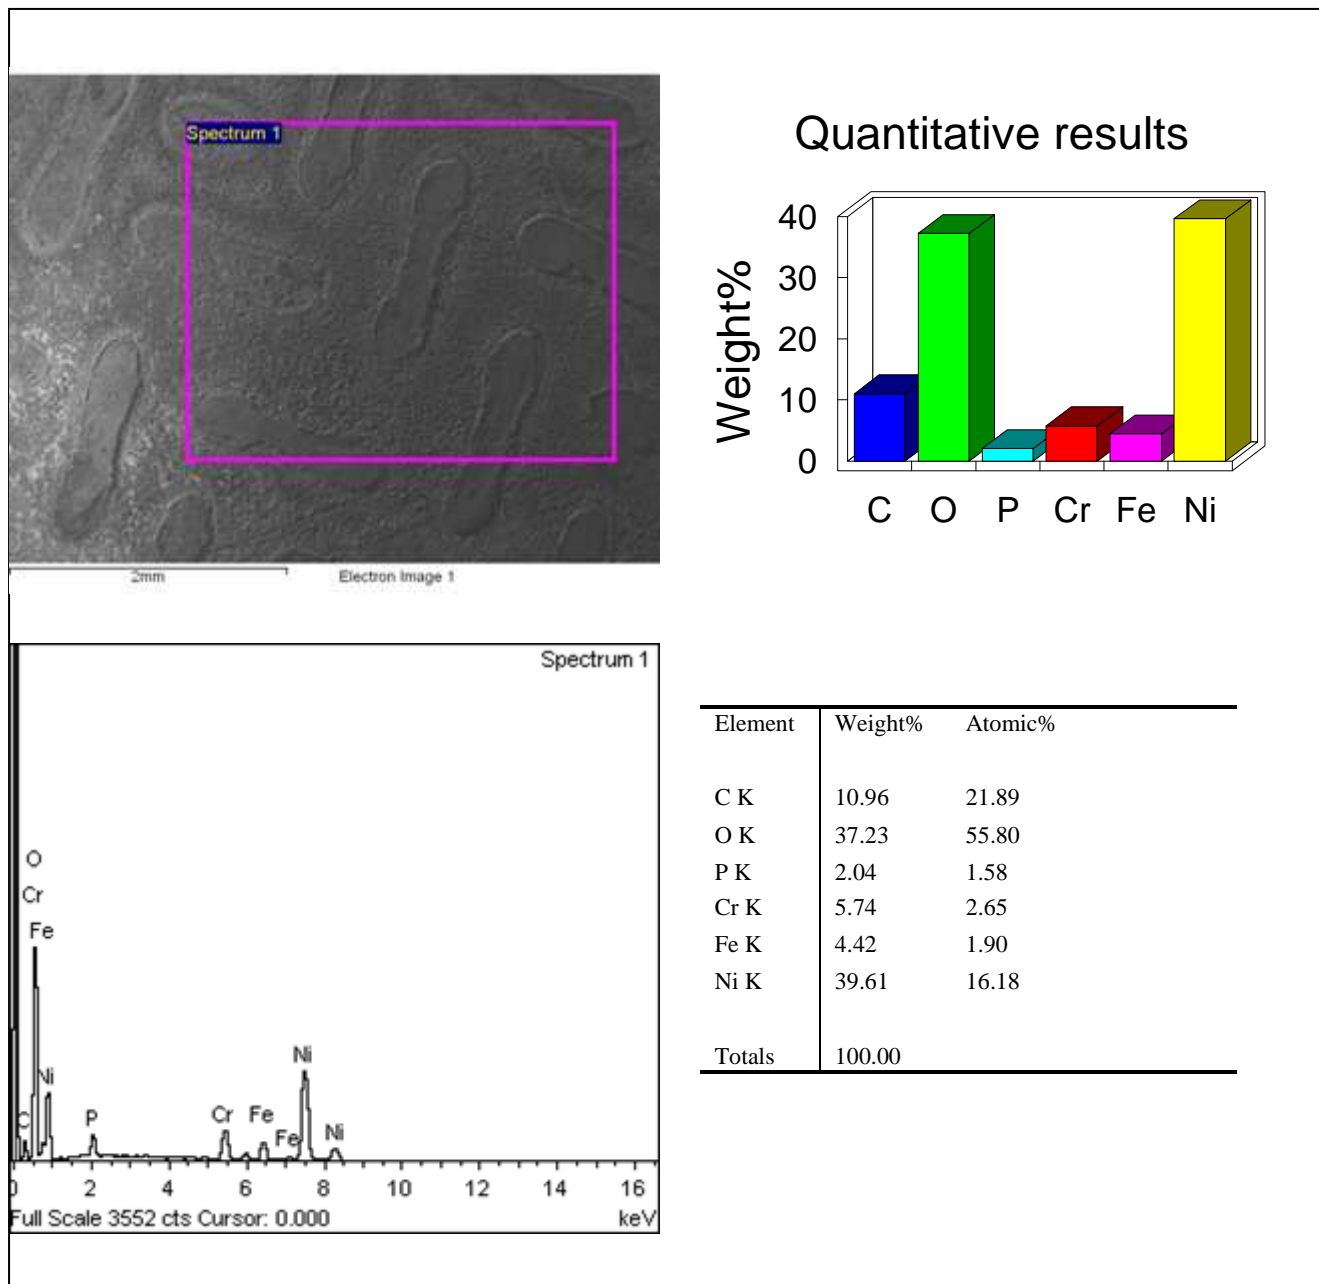 Spectrum 1
2mm
Electron Image 1
Quantitative results
Weight%
40
30
20
10
0
C O P Cr Fe Ni
Spectrum 1
O
Cr
Fe
Ni
C
P
Cr
Fe
Fe
Ni
Ni
0 2 4 6 8 10 12 14 16
Full Scale 3552 cts Cursor: 0.000 keV
Element Weight% Atomic%
C K 10.96 21.89
O K 37.23 55.80
P K 2.04 1.58
Cr K 5.74 2.65
Fe K 4.42 1.90
Ni K 39.61 16.18
Totals 100.00